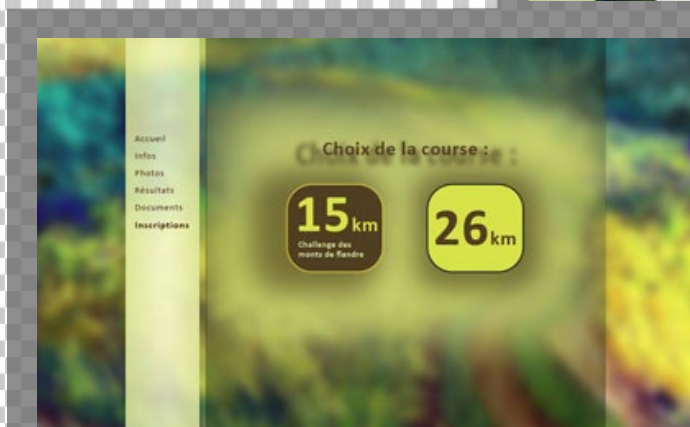 Accueil
Infos
Photos
Résultats
Documents
Inscriptions
Choix de la course :
15km
Challenge des
monts de flandre
26km